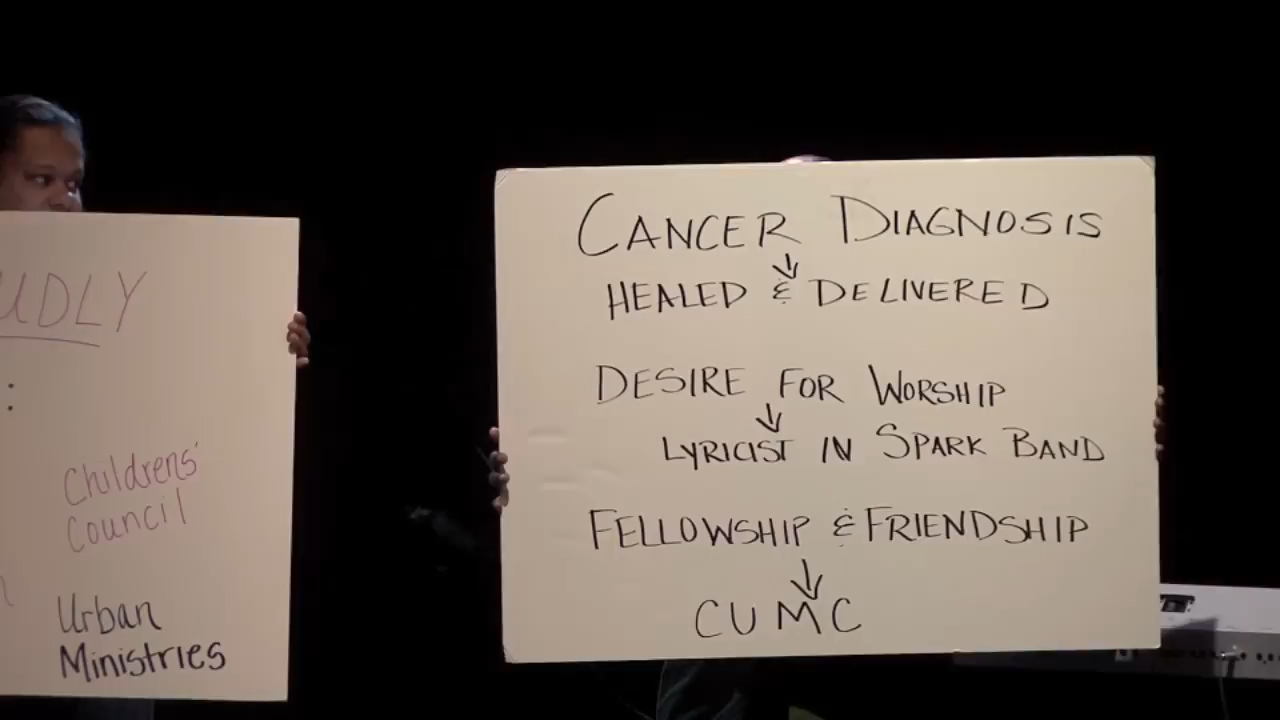 UDLY
:
Childrens'
Council
Urban
Ministries
CANCER DIAGNOSIS
↓
HEALED & DELIVERED
DESIRE FOR WORSHIP
↓
LYRICIST IN SPARK BAND
FELLOWSHIP & FRIENDSHIP
↓
CUMC